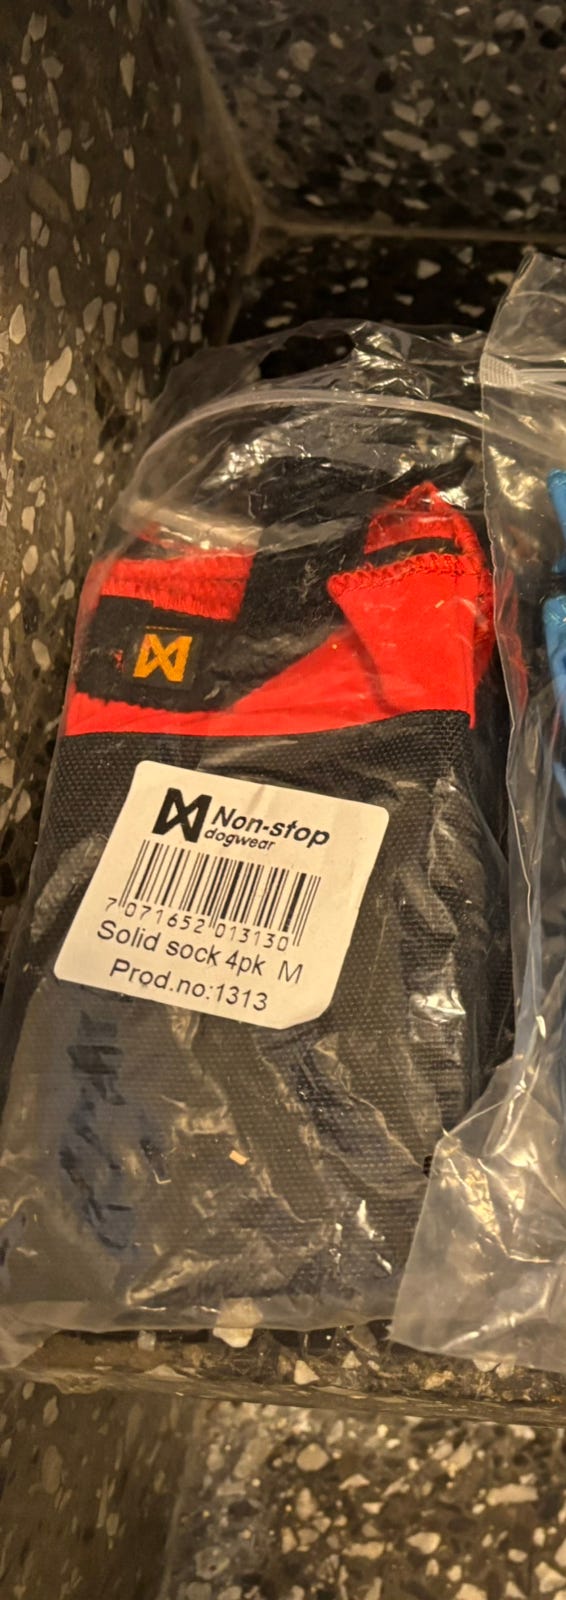 Non-stop
dogwear
7 071652 013130
Solid sock 4pk M
Prod.no:1313